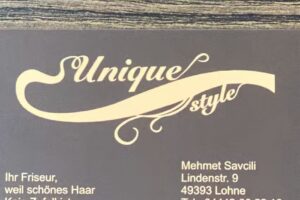 Unique
style
Ihr Friseur,
weil schönes Haar
Mehmet Savcili
Lindenstr. 9
49393 Lohne